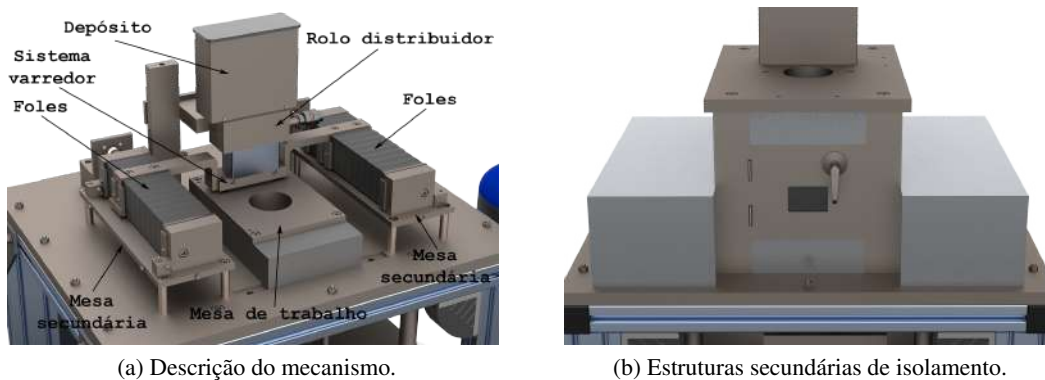 Depósito
Rolo distribuidor
Sistema
varredor
Foles
Foles
Mesa
secundária
Mesa
secundária
Mesa de trabalho
(a) Descrição do mecanismo.
(b) Estruturas secundárias de isolamento.